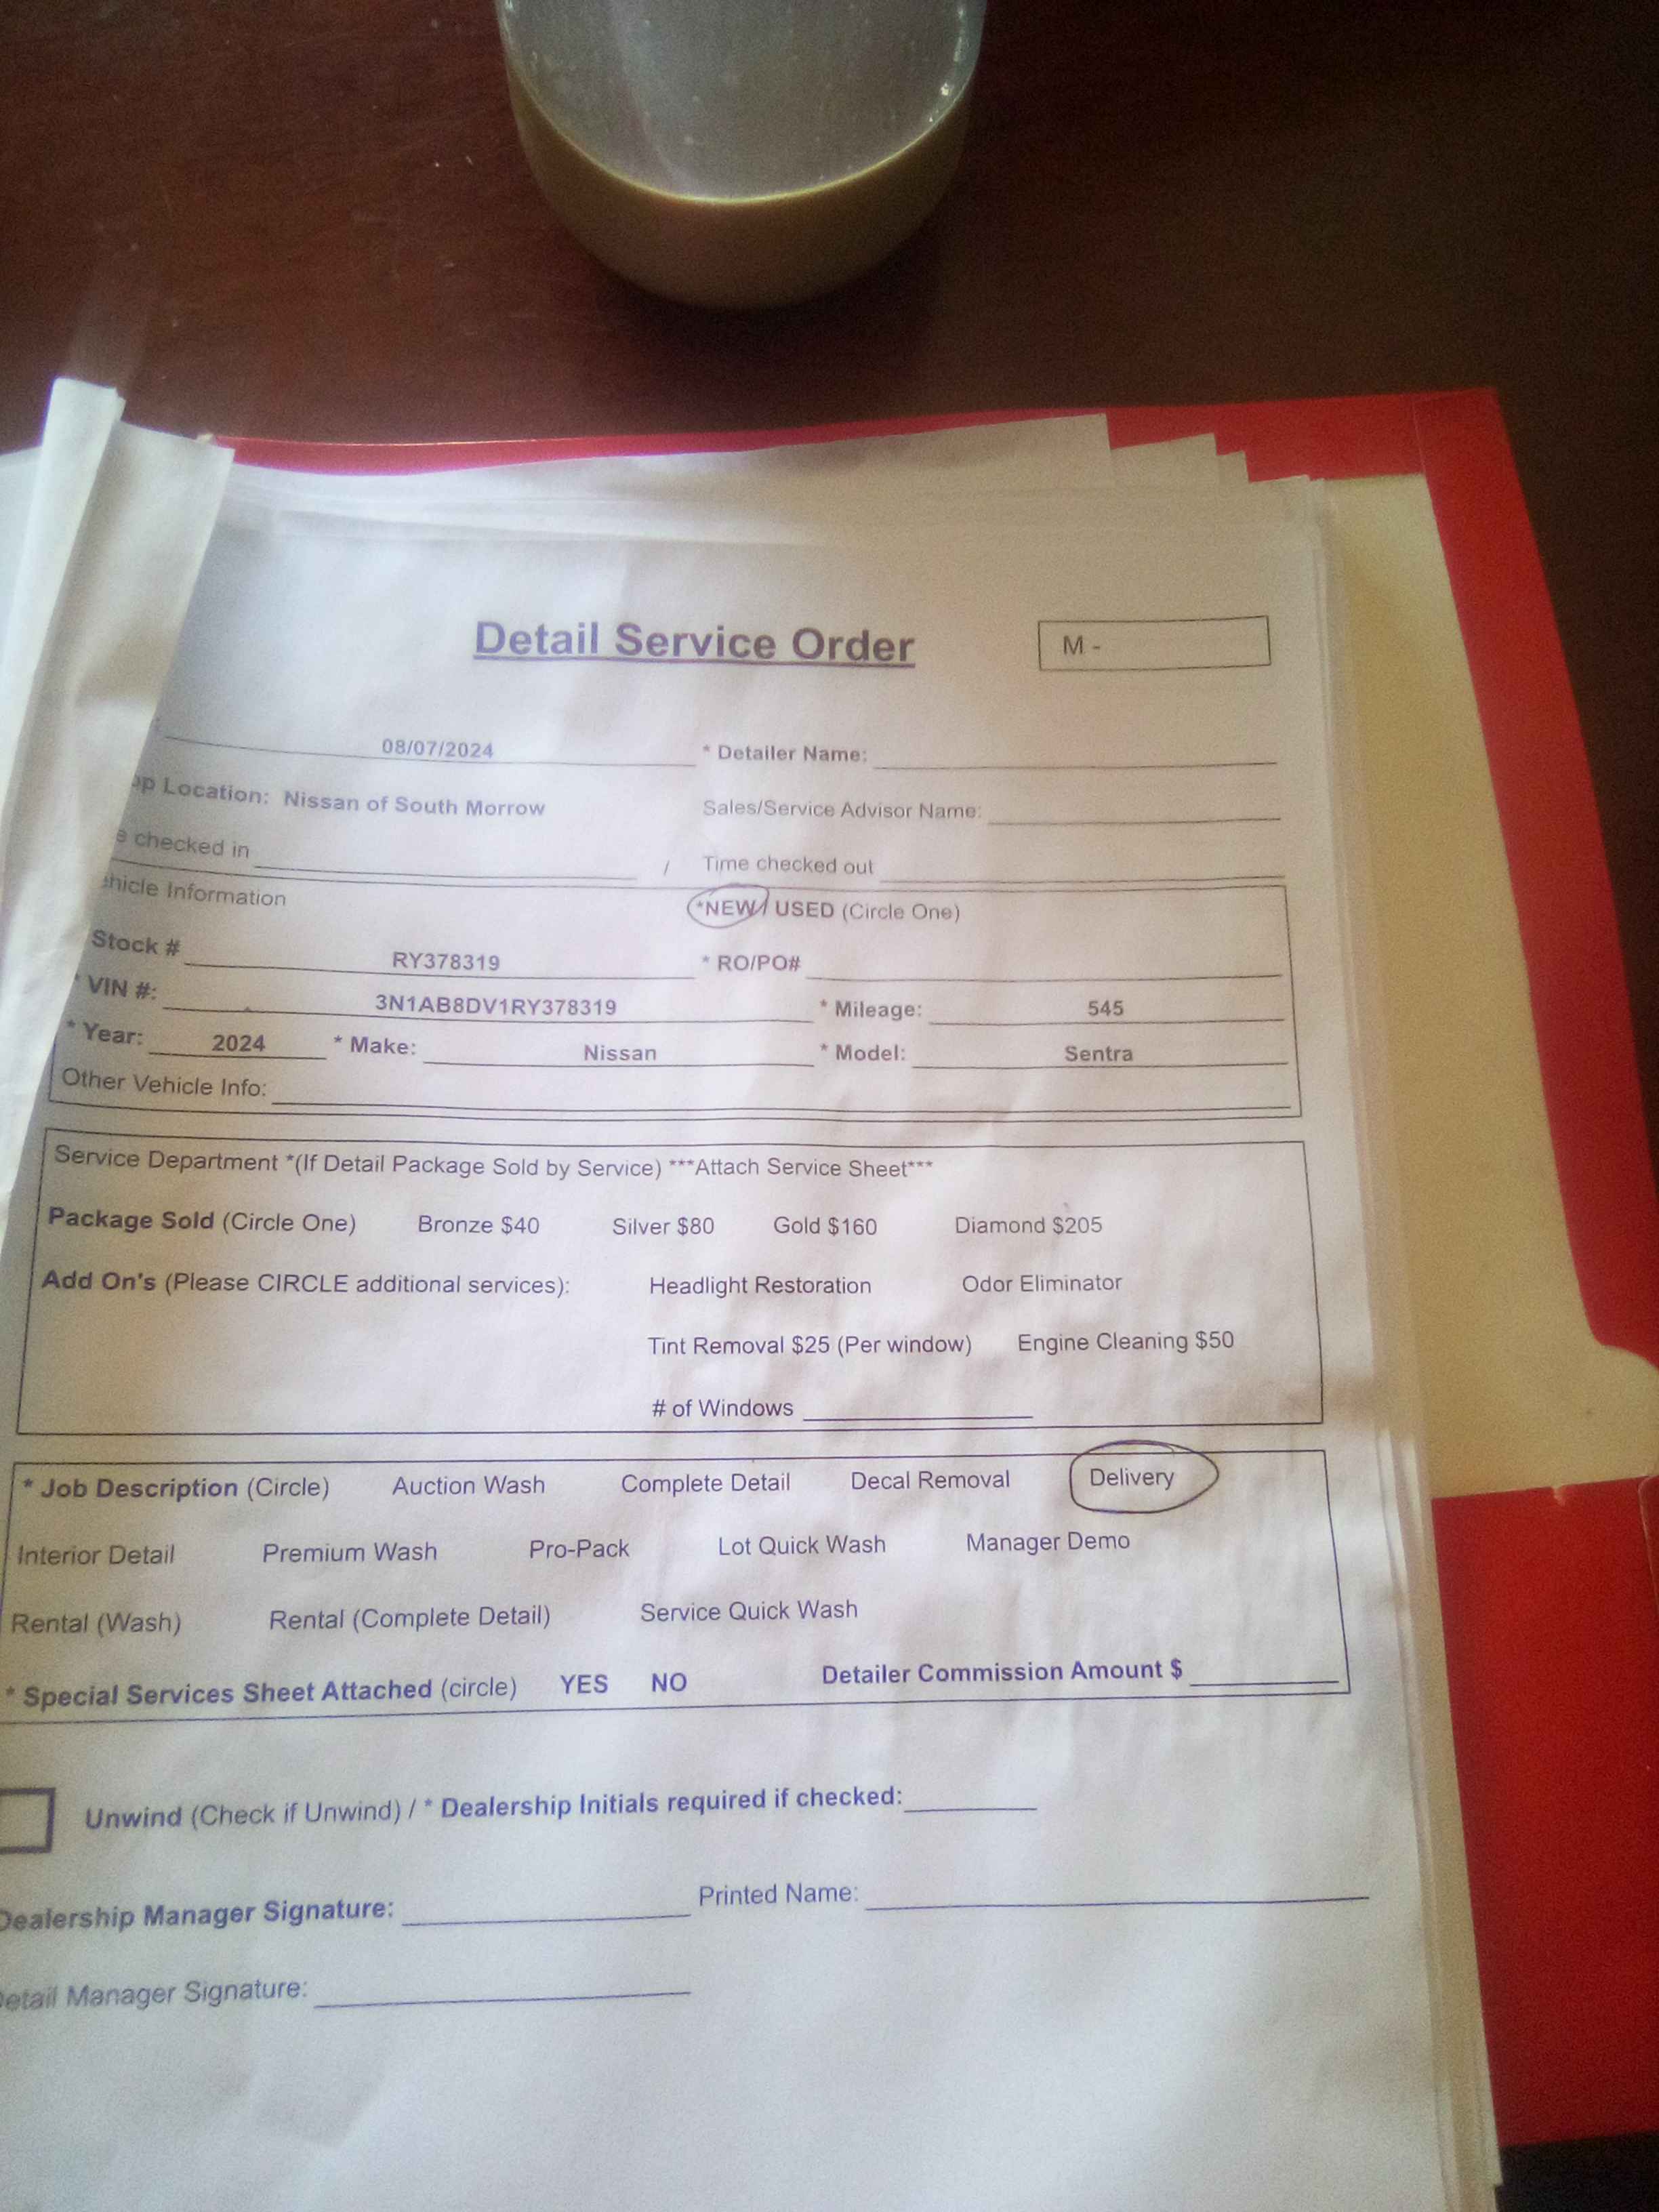 Detail Service Order
M -
08/07/2024 * Detailer Name:
Location: Nissan of South Morrow Sales/Service Advisor Name:
checked in / Time checked out
Information *NEW / USED (Circle One)
Stock # RY378319 * RO/PO#
* VIN #: 3N1AB8DV1RY378319 * Mileage: 545
* Year: 2024 * Make: Nissan * Model: Sentra
Other Vehicle Info:
Service Department *(If Detail Package Sold by Service) ***Attach Service Sheet***
Package Sold (Circle One) Bronze $40 Silver $80 Gold $160 Diamond $205
Add On's (Please CIRCLE additional services): Headlight Restoration Odor Eliminator
Tint Removal $25 (Per window) Engine Cleaning $50
# of Windows
* Job Description (Circle) Auction Wash Complete Detail Decal Removal Delivery
Interior Detail Premium Wash Pro-Pack Lot Quick Wash Manager Demo
Rental (Wash) Rental (Complete Detail) Service Quick Wash
* Special Services Sheet Attached (circle) YES NO Detailer Commission Amount $
Unwind (Check if Unwind) / * Dealership Initials required if checked:
Dealership Manager Signature: Printed Name:
Detail Manager Signature: